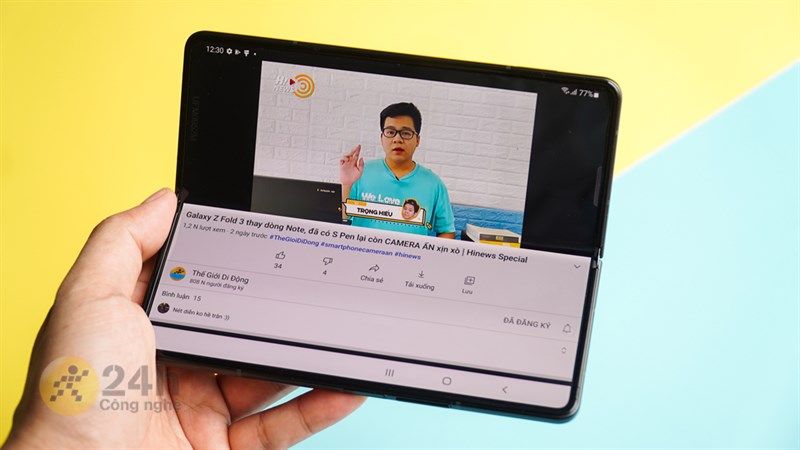 12:30
77%
Hi
news
We Love
TRỌNG HIẾU
Galaxy Z Fold 3 thay dòng Note, đã có S Pen lại còn CAMERA ẨN xịn xò | Hinews Special
1,2 N lượt xem · 2 ngày trước #TheGioiDiDong #smartphonecameraan #hinews
34
4
Chia sẻ
Tải xuống
Lưu
Thế Giới Di Động
808 N người đăng ký
ĐÃ ĐĂNG KÝ
Bình luận 15
Nét diễn ko hề trân :))
24h
Công nghệ